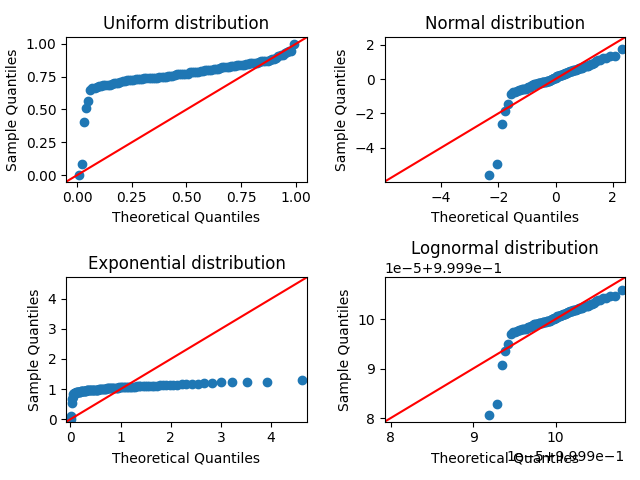 Uniform distribution
1.00
0.75
0.50
0.25
0.00
Sample Quantiles
0.00 0.25 0.50 0.75 1.00
Theoretical Quantiles
Normal distribution
2
0
−2
−4
Sample Quantiles
−4 −2 0 2
Theoretical Quantiles
Exponential distribution
4
3
2
1
0
Sample Quantiles
0 1 2 3 4
Theoretical Quantiles
Lognormal distribution
1e−5+9.999e−1
10
9
8
Sample Quantiles
8 9 10
Theoretical Quantiles
1e−5+9.999e−1